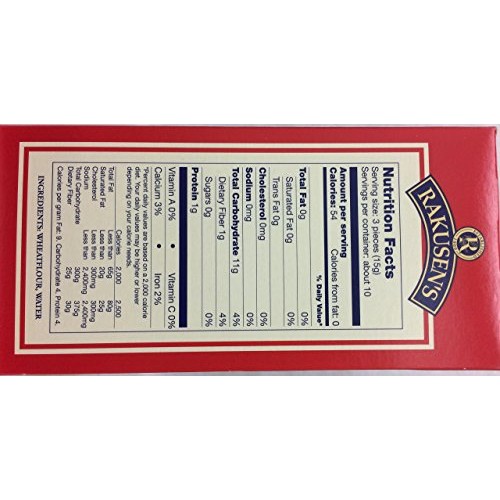 RAKUSEN'S
Nutrition Facts
Serving size: 3 pieces (15g)
Servings per container: about 10
Amount per serving
Calories: 54 Calories from fat: 0
% Daily Value*
Total Fat 0g 0%
Saturated Fat 0g 0%
Trans Fat 0g
Cholesterol 0mg 0%
Sodium 0mg 0%
Total Carbohydrate 11g 4%
Dietary Fiber 1g 4%
Sugars 0g 0%
Protein 1g
Vitamin A 0% • Vitamin C 0%
Calcium 3% • Iron 2%
*Percent daily values are based on a 2,000 calorie
diet. Your daily values may be higher or lower
depending on your calorie needs.
Calories 2,000 2,500
Total Fat Less than 65g 80g
Saturated Fat Less than 20g 25g
Cholesterol Less than 300mg 300mg
Sodium Less than 2,400mg 2,400mg
Total Carbohydrate 300g 375g
Dietary Fiber 25g 30g
Calories per gram Fat: 9. Carbohydrate 4. Protein 4.
INGREDIENTS: WHEATFLOUR, WATER